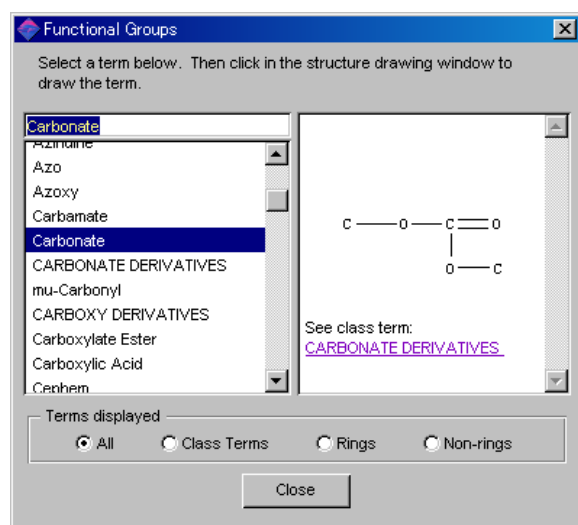 Functional Groups
Select a term below. Then click in the structure drawing window to
draw the term.
Carbonate
Aziridine
Azo
Azoxy
Carbamate
Carbonate
CARBONATE DERIVATIVES
mu-Carbonyl
CARBOXY DERIVATIVES
Carboxylate Ester
Carboxylic Acid
Cephem
C O C O
O C
See class term:
CARBONATE DERIVATIVES
Terms displayed
All Class Terms Rings Non-rings
Close